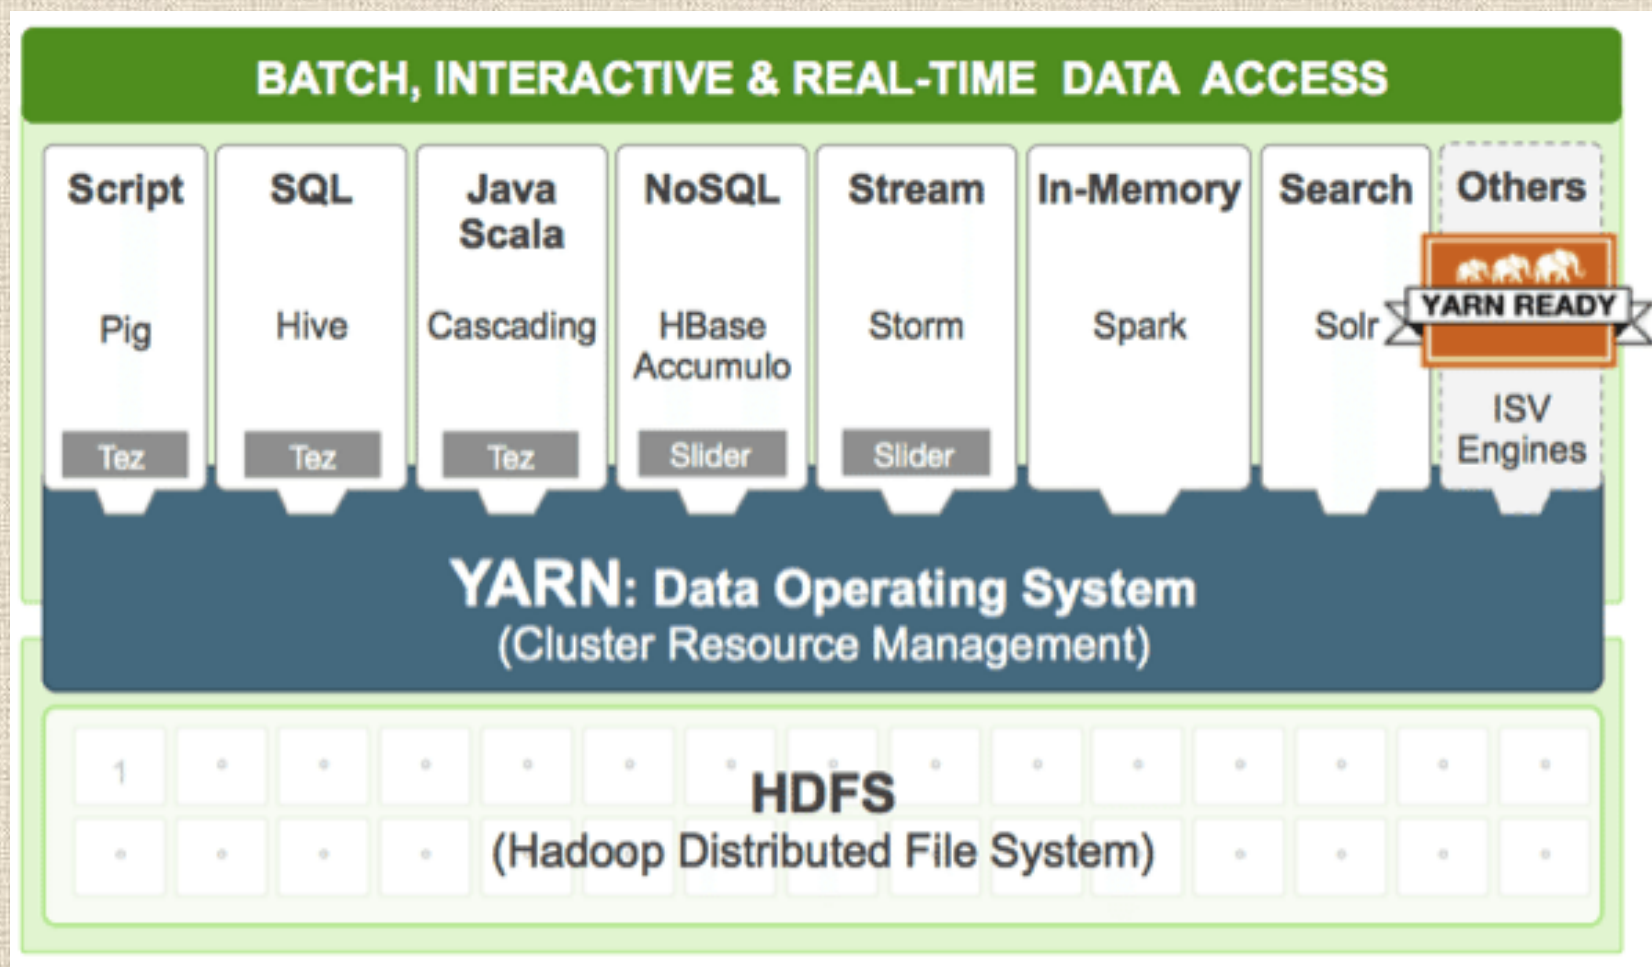 BATCH, INTERACTIVE & REAL-TIME DATA ACCESS
Script
Pig
Tez
SQL
Hive
Tez
Java
Scala
Cascading
Tez
NoSQL
HBase
Accumulo
Slider
Stream
Storm
Slider
In-Memory
Spark
Search
Solr
Others
YARN READY
ISV
Engines
YARN: Data Operating System
(Cluster Resource Management)
1
HDFS
(Hadoop Distributed File System)